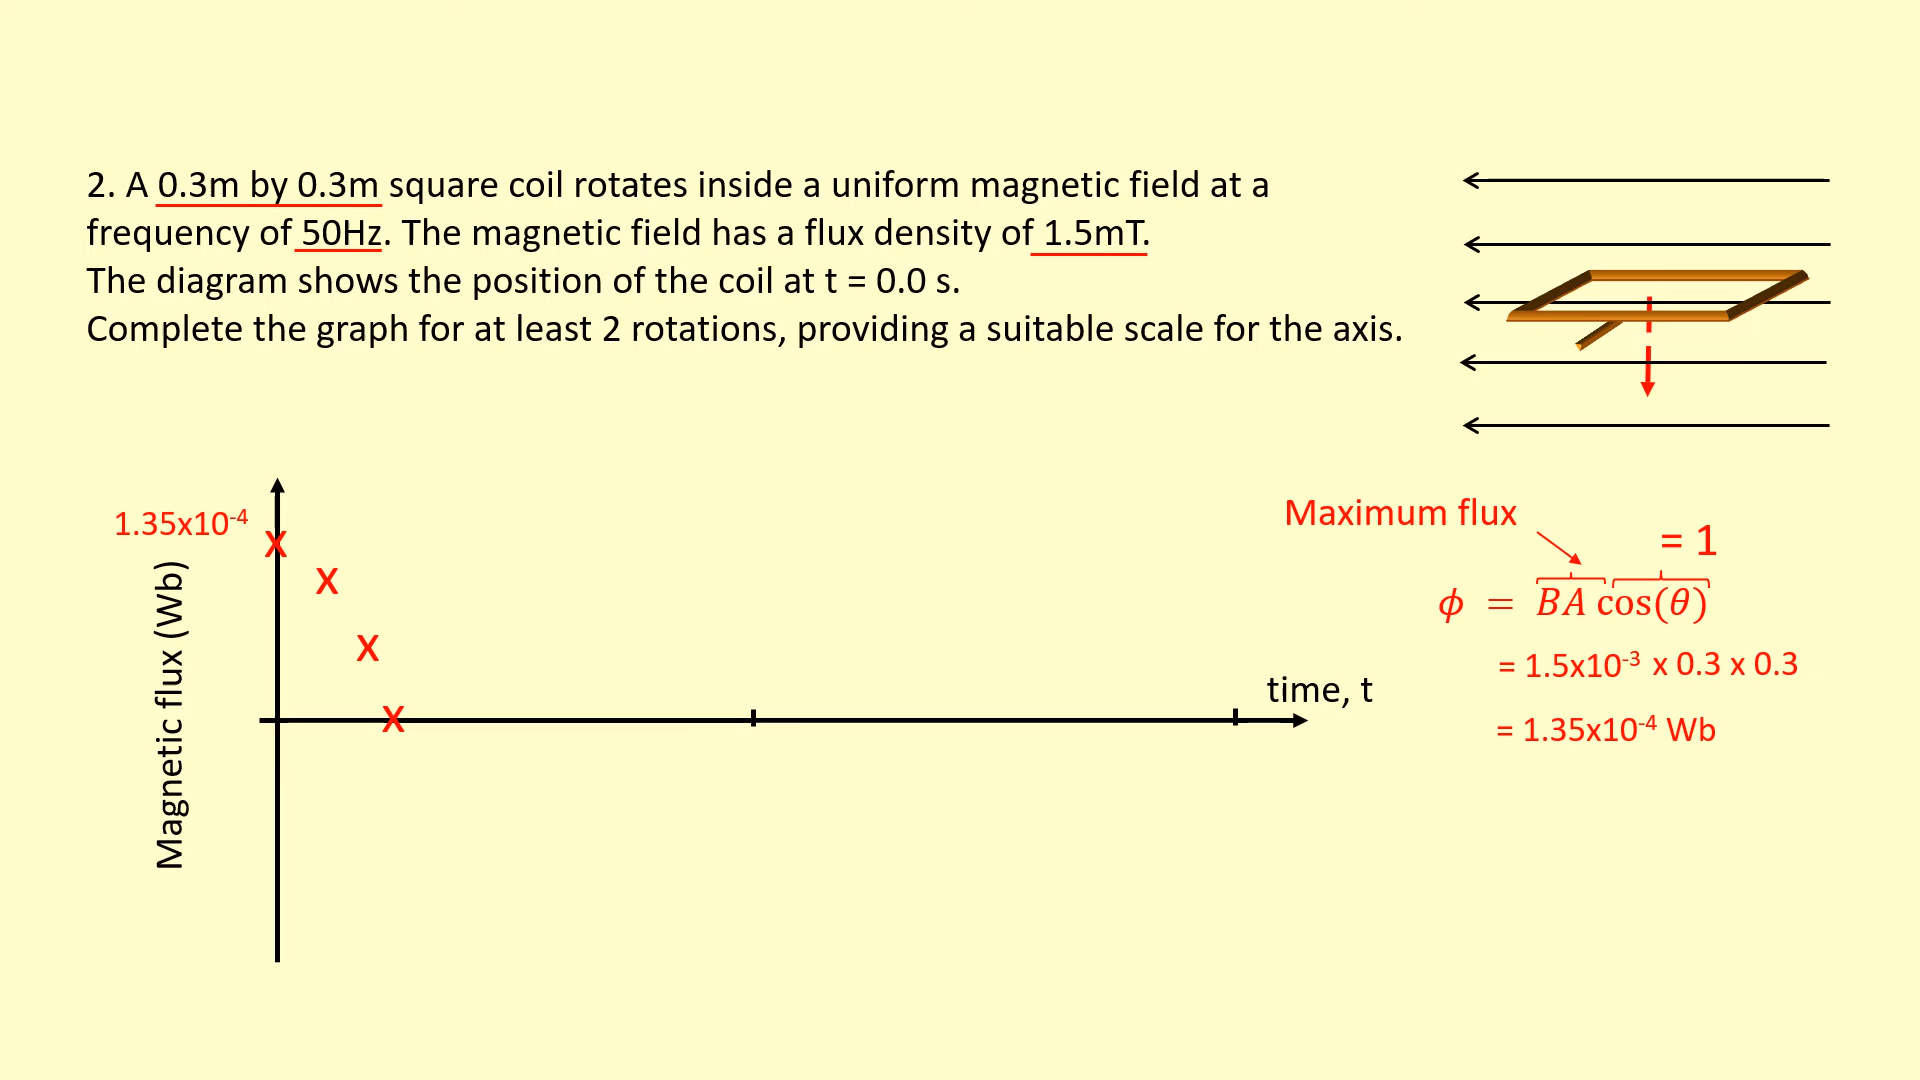 2. A 0.3m by 0.3m square coil rotates inside a uniform magnetic field at a
frequency of 50Hz. The magnetic field has a flux density of 1.5mT.
The diagram shows the position of the coil at t = 0.0 s.
Complete the graph for at least 2 rotations, providing a suitable scale for the axis.
1.35x10⁻⁴
X
X
X
X
Magnetic flux (Wb)
time, t
Maximum flux
= 1
ϕ = BA cos(θ)
= 1.5x10⁻³ x 0.3 x 0.3
= 1.35x10⁻⁴ Wb